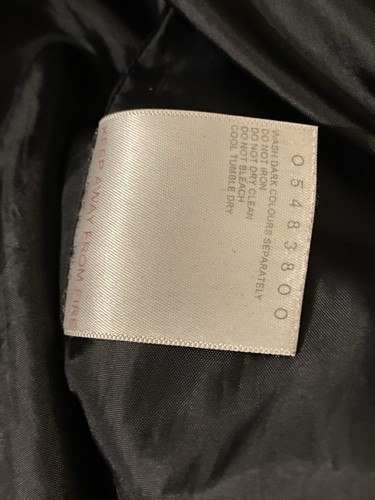 05483800
WASH DARK COLOURS SEPARATELY
DO NOT IRON
DO NOT DRY CLEAN
DO NOT BLEACH
COOL TUMBLE DRY
KEEP AWAY FROM FIRE